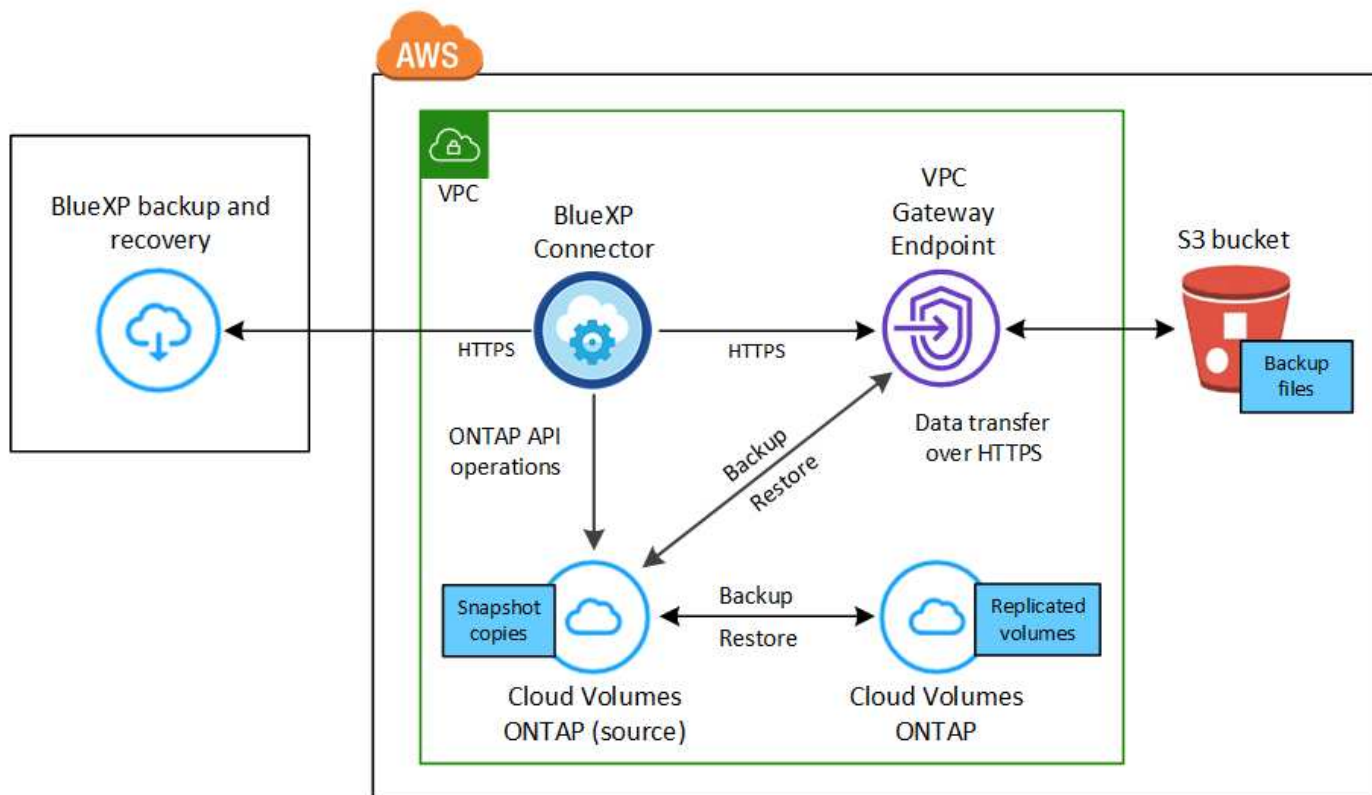 AWS
VPC
BlueXP backup and
recovery
BlueXP
Connector
VPC
Gateway
Endpoint
S3 bucket
HTTPS
HTTPS
Backup
files
ONTAP API
operations
Backup
Restore
Data transfer
over HTTPS
Snapshot
copies
Backup
Restore
Replicated
volumes
Cloud Volumes
ONTAP (source)
Cloud Volumes
ONTAP